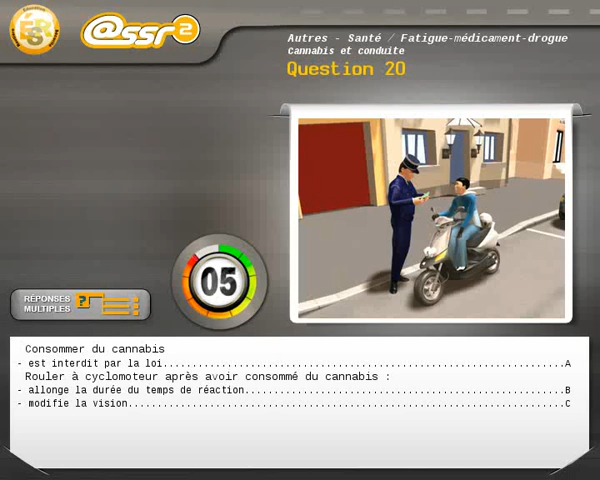 @ssr2
Autres - Santé / Fatigue-médicament-drogue
Cannabis et conduite
Question 20
05
RÉPONSES
MULTIPLES
?
Consommer du cannabis
- est interdit par la loi....................................................................A
Rouler à cyclomoteur après avoir consommé du cannabis :
- allonge la durée du temps de réaction......................................................B
- modifie la vision..........................................................................C